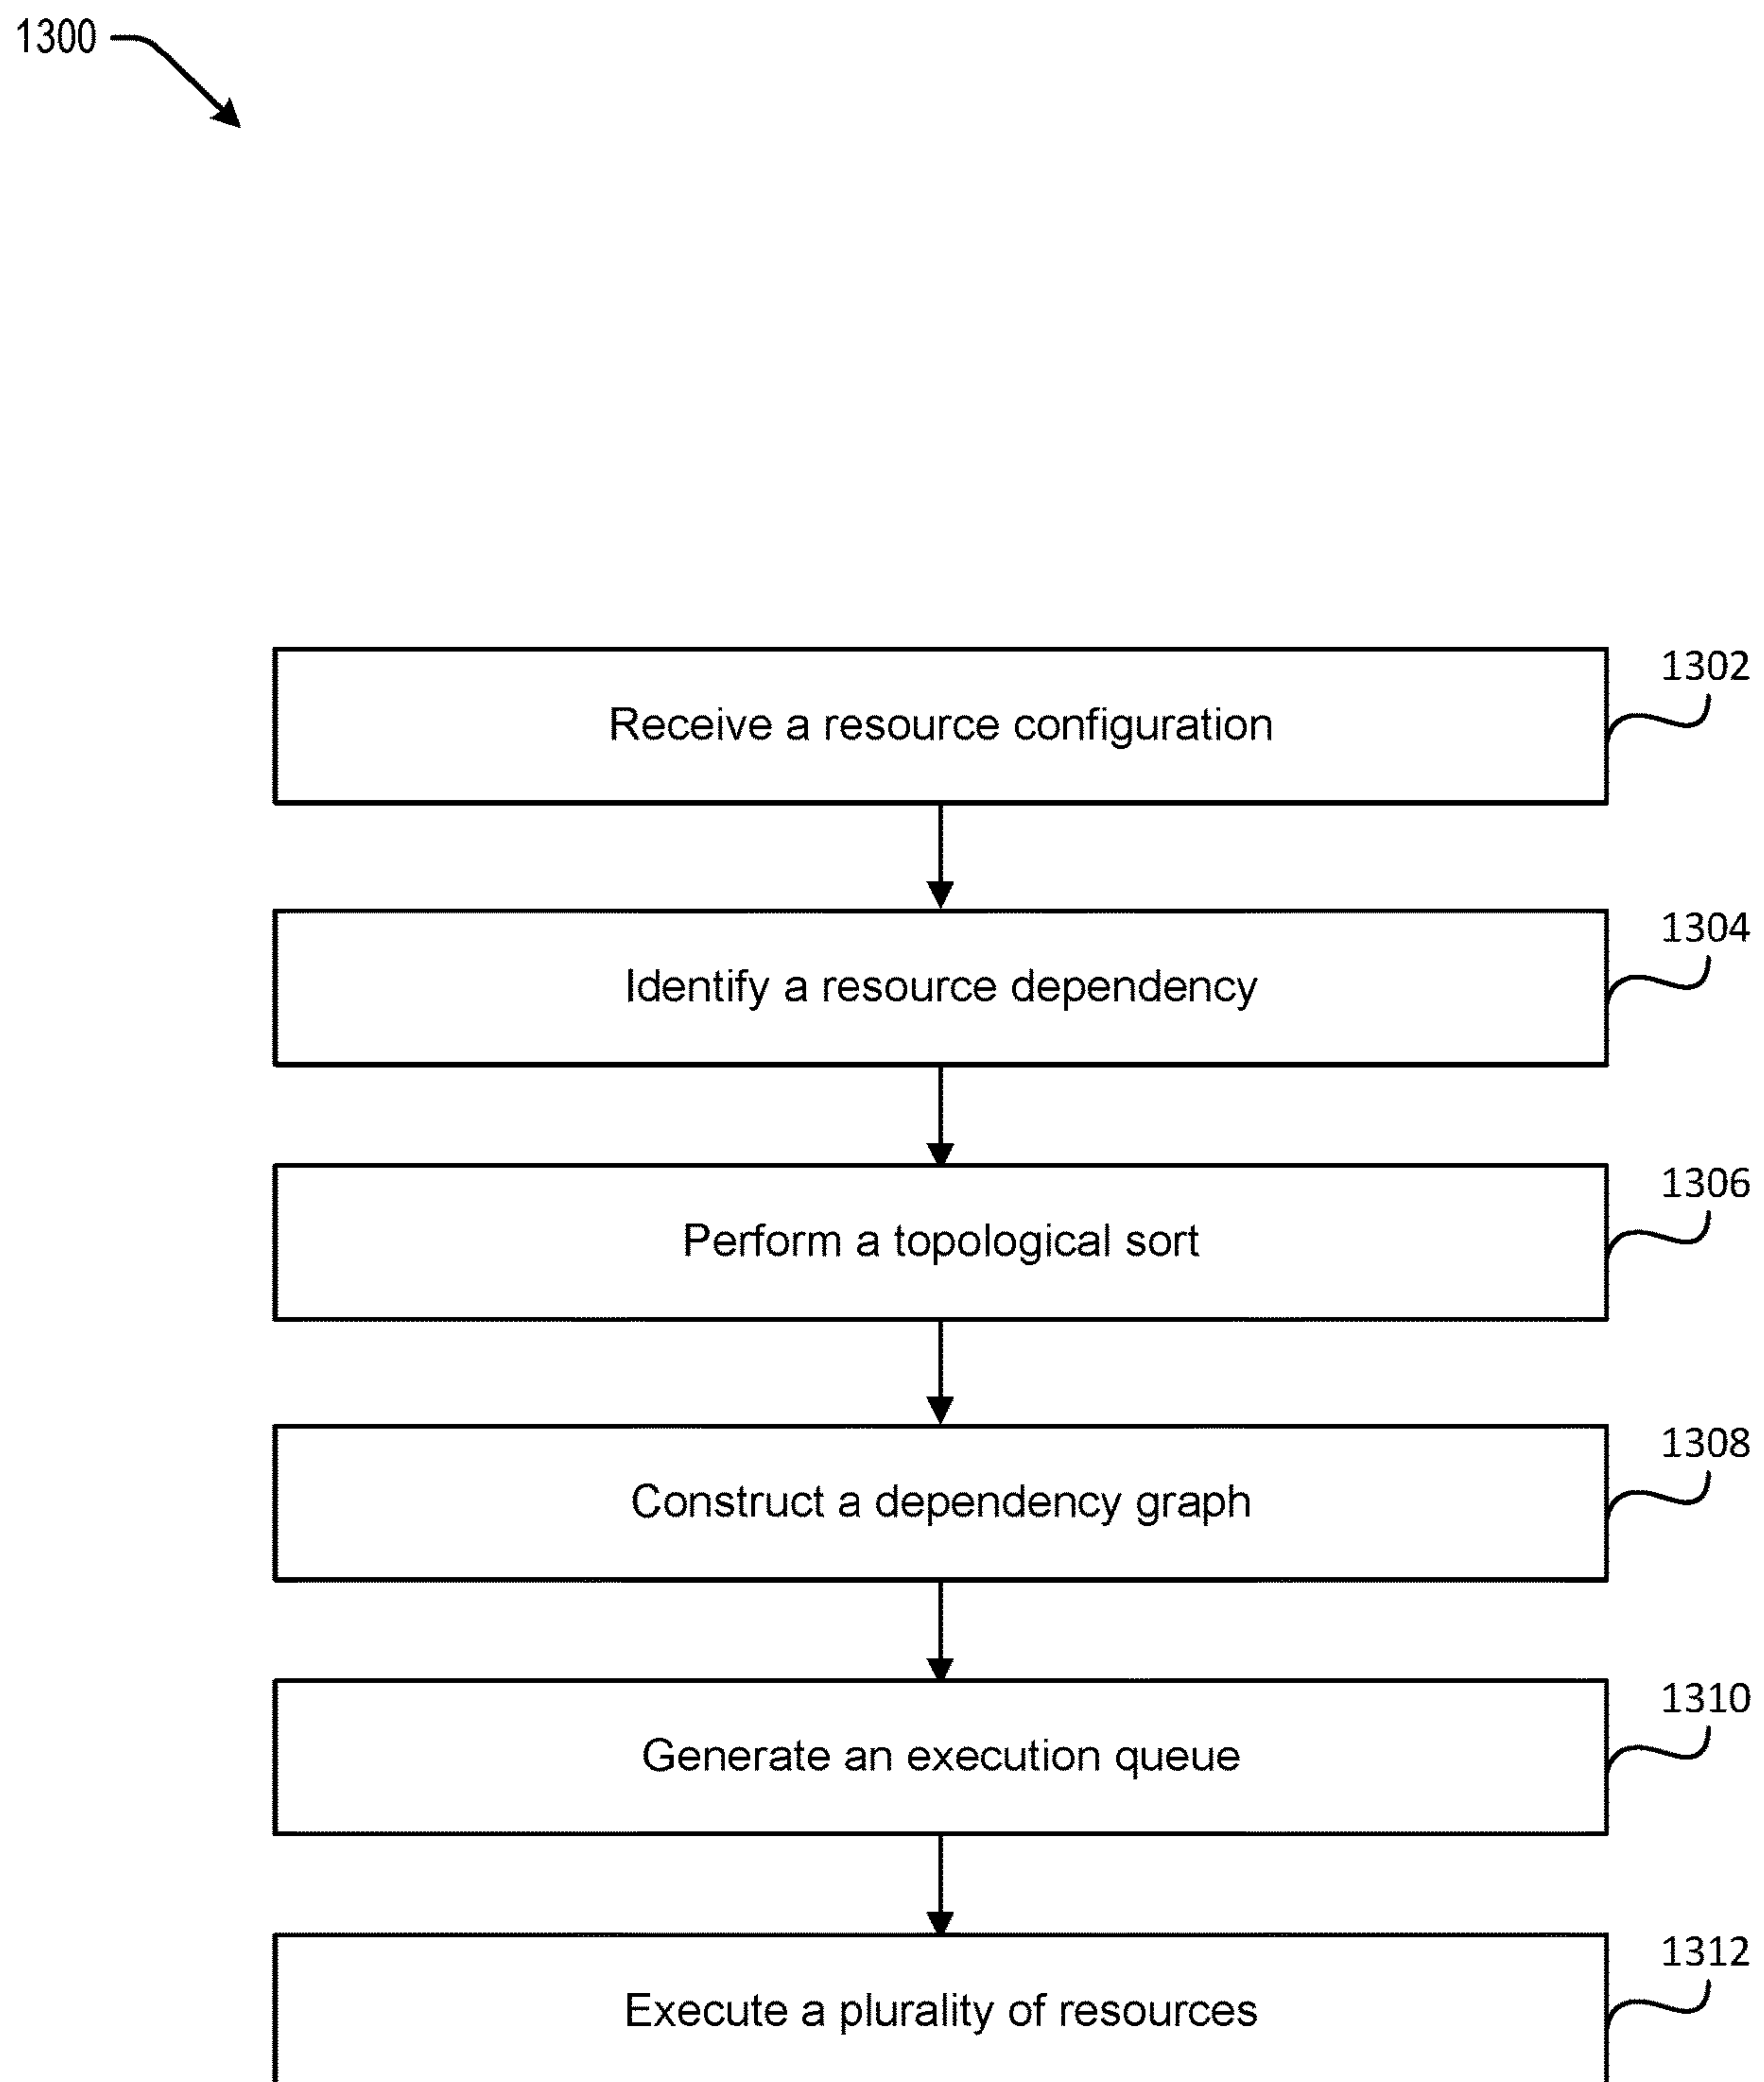 1300
1302
Receive a resource configuration
1304
Identify a resource dependency
1306
Perform a topological sort
1308
Construct a dependency graph
1310
Generate an execution queue
1312
Execute a plurality of resources